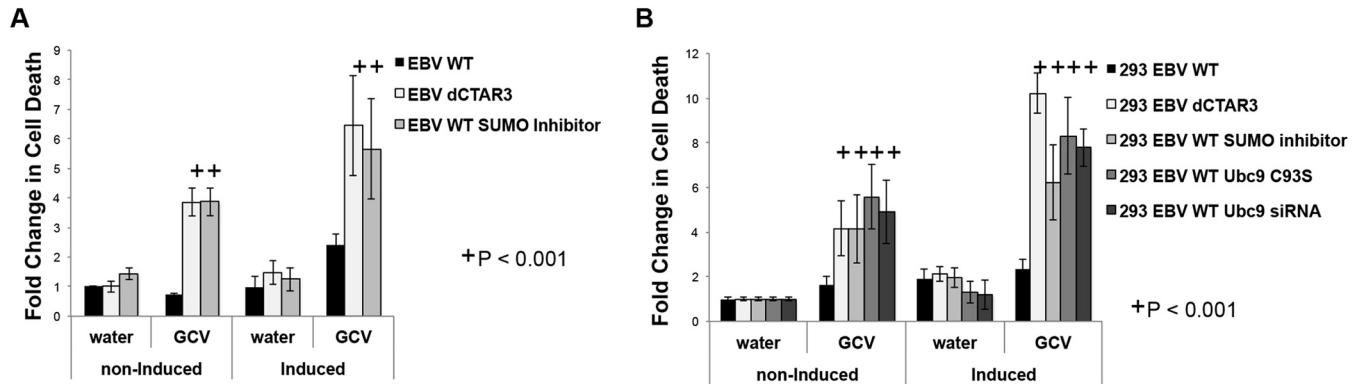 A
Fold Change in Cell Death
9
8
7
6
5
4
3
2
1
0
++
++
EBV WT
EBV dCTAR3
EBV WT SUMO Inhibitor
+P < 0.001
water
GCV
water
GCV
non-Induced
Induced
B
Fold Change in Cell Death
12
10
8
6
4
2
0
++++
++++
293 EBV WT
293 EBV dCTAR3
293 EBV WT SUMO inhibitor
293 EBV WT Ubc9 C93S
293 EBV WT Ubc9 siRNA
+P < 0.001
water
GCV
water
GCV
non-Induced
Induced